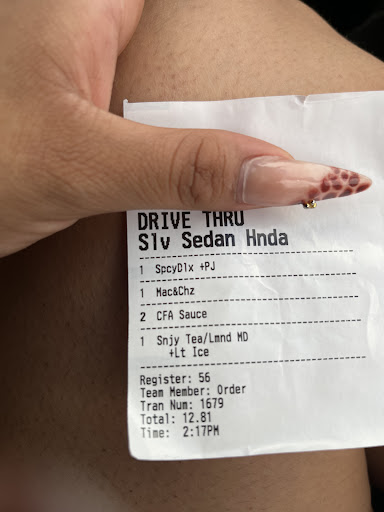 DRIVE THRU
Slv Sedan Hnda
1 SpcyDlx +PJ
1 Mac&Chz
2 CFA Sauce
1 Snjy Tea/Lmnd MD
+Lt Ice
Register: 56
Team Member: Order
Tran Num: 1679
Total: 12.81
Time: 2:17PM